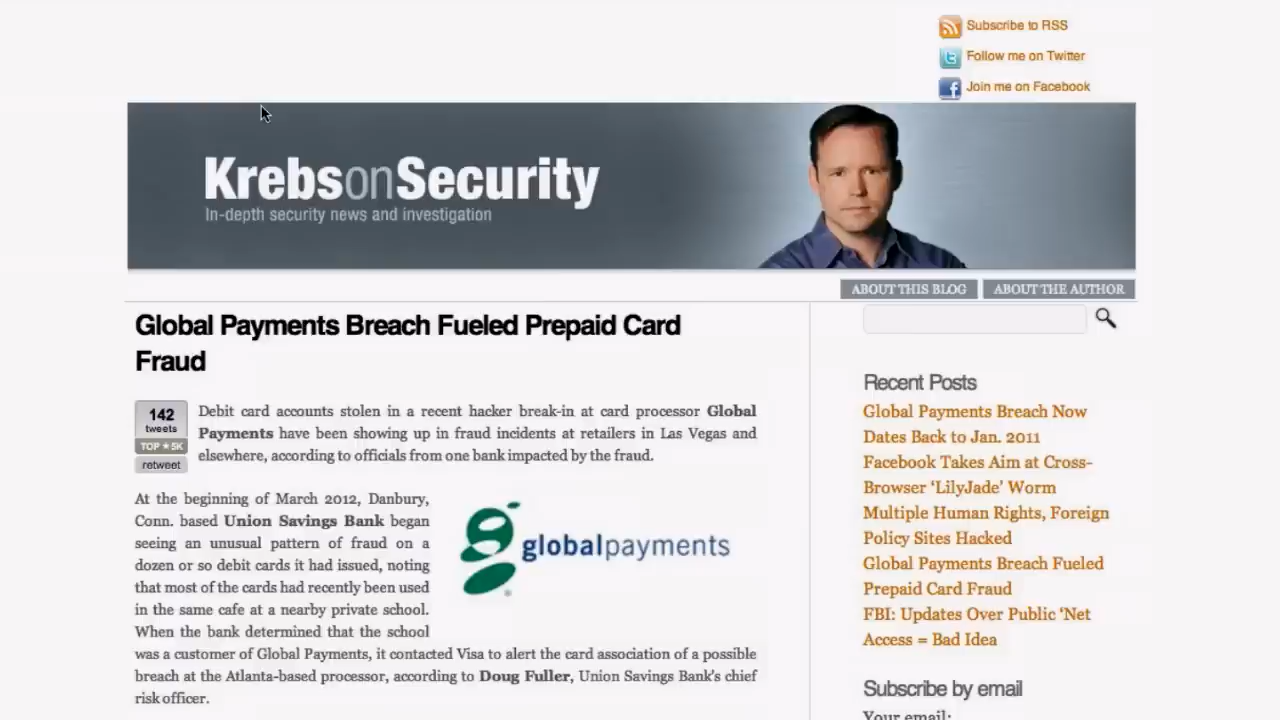 Subscribe to RSS
Follow me on Twitter
Join me on Facebook
KrebsonSecurity
In-depth security news and investigation
ABOUT THIS BLOG
ABOUT THE AUTHOR
Global Payments Breach Fueled Prepaid Card
Fraud
142
tweets
TOP ★ 5K
retweet
Debit card accounts stolen in a recent hacker break-in at card processor Global
Payments have been showing up in fraud incidents at retailers in Las Vegas and
elsewhere, according to officials from one bank impacted by the fraud.
At the beginning of March 2012, Danbury,
Conn. based Union Savings Bank began
seeing an unusual pattern of fraud on a
dozen or so debit cards it had issued, noting
that most of the cards had recently been used
in the same cafe at a nearby private school.
When the bank determined that the school
was a customer of Global Payments, it contacted Visa to alert the card association of a possible
breach at the Atlanta-based processor, according to Doug Fuller, Union Savings Bank's chief
risk officer.
globalpayments
Recent Posts
Global Payments Breach Now
Dates Back to Jan. 2011
Facebook Takes Aim at Cross-
Browser ‘LilyJade’ Worm
Multiple Human Rights, Foreign
Policy Sites Hacked
Global Payments Breach Fueled
Prepaid Card Fraud
FBI: Updates Over Public ‘Net
Access = Bad Idea
Subscribe by email
Your email: